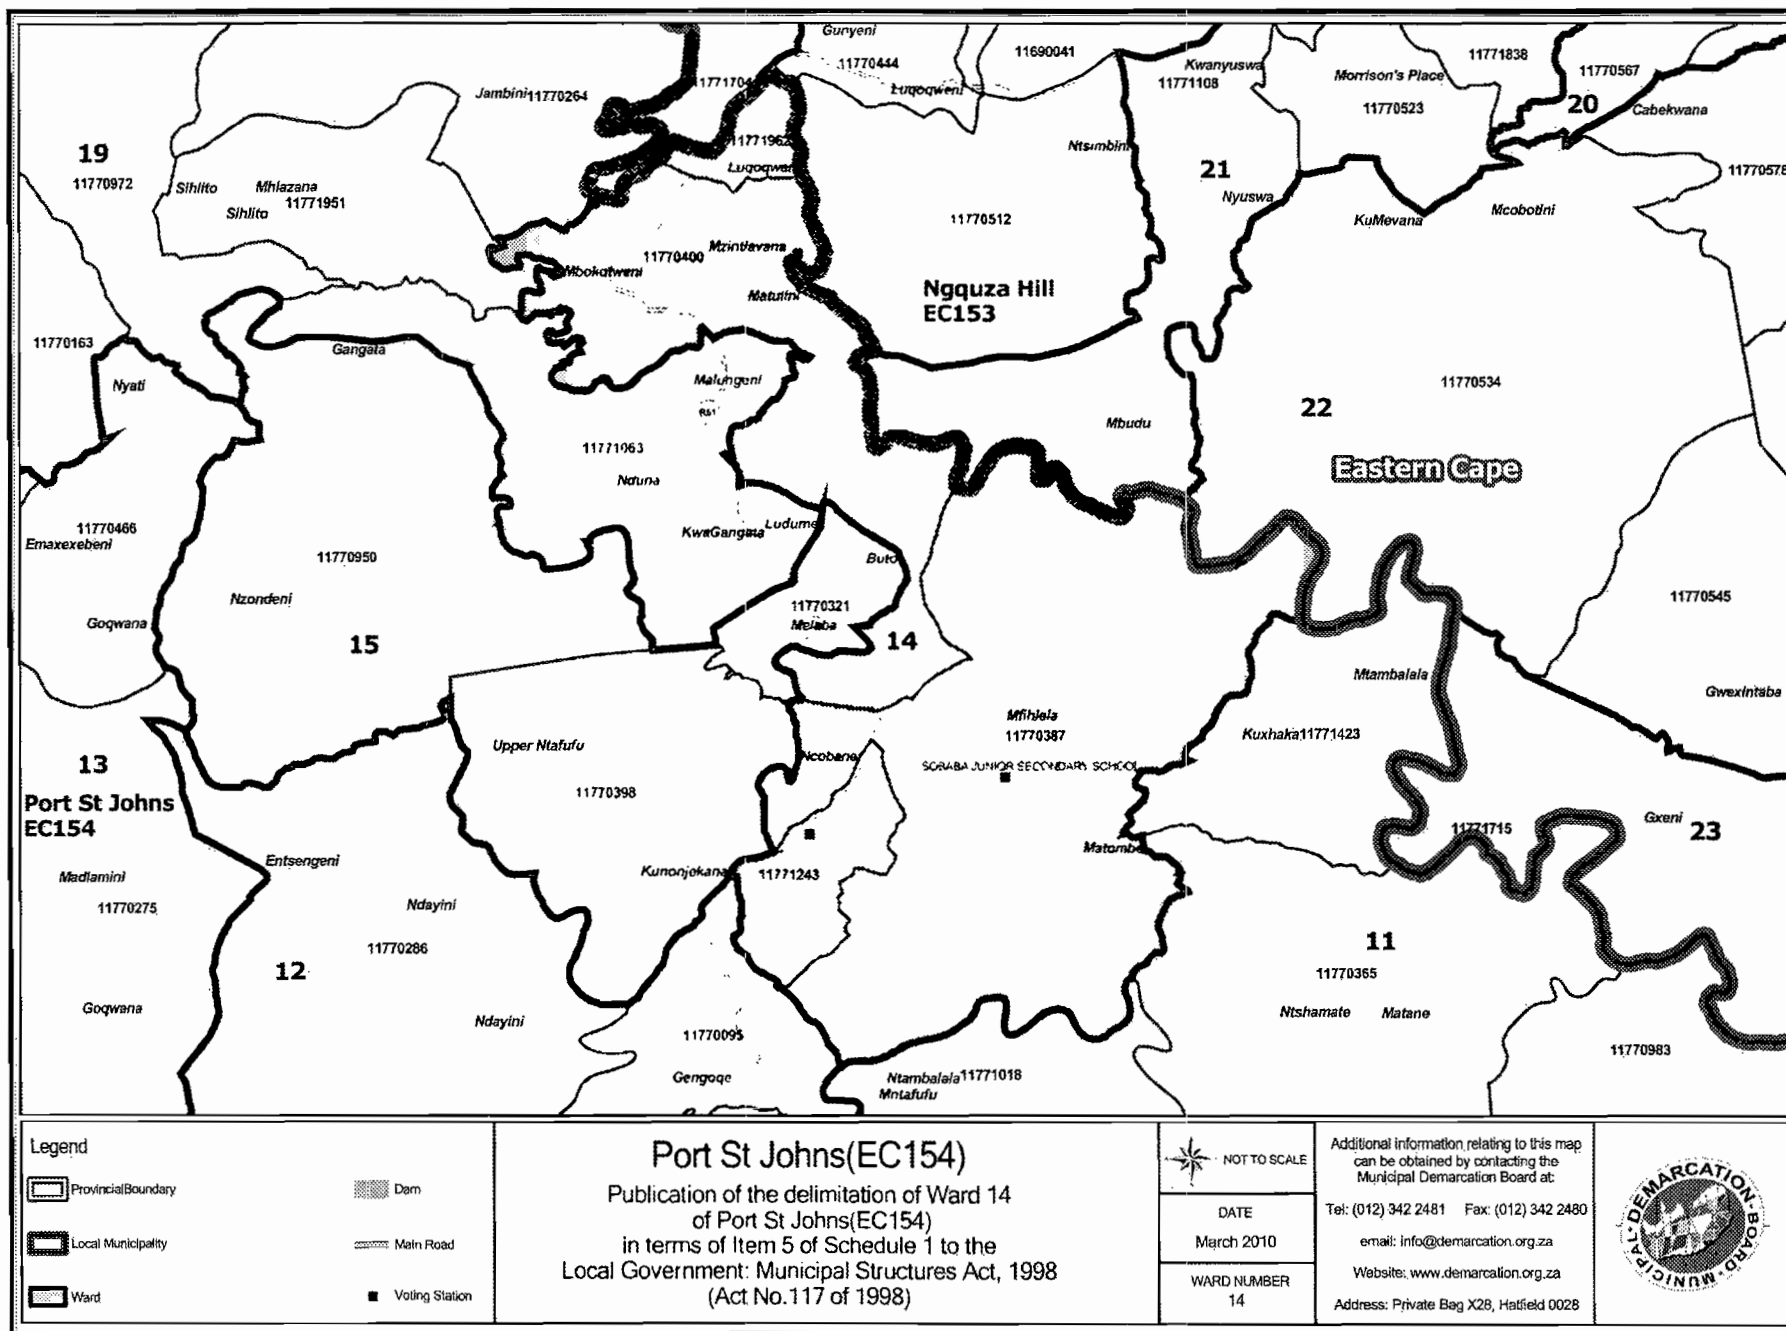 Gunyeni
11690041
11771838
11770444
Kwanyuswa
11770567
11771108
Morrison's Place
Jambini 11770264
Luqoqweni
11770523
20
Cabekwana
11771962
Ntsimbini
19
21
11770972
Sihlito
Mhlazana
Luqoqweni
11771951
Sihlito
Nyuswa
KuMevana
Mcobotini
11770512
Mzintlavana
11770400
Mbokotweni
Matulini
Ngquza Hill
EC153
11770163
Gangata
Nyati
Malungeni
11770534
R61
22
Mbudu
11771063
Eastern Cape
Nduna
11770466
Emaxexebeni
KwaGangata
Ludume
11770950
Buto
Nzondeni
11770321
11770545
Goqwana
Melaba
15
14
Mtambalala
Gwexintaba
Mfihlela
11770387
Upper Ntafufu
Kuxhaka 11771423
Ncobane
13
SOBABA JUNIOR SECONDARY SCHOOL
Port St Johns
EC154
11770398
Gxeni
23
11771715
Matombe
Entsengeni
Kunonjekana
11771243
Madlamini
11770275
Ndayini
11770286
11
12
11770365
Goqwana
Ndayini
Ntshamate
Matane
11770095
11770983
Gengoqe
Ntambalala 11771018
Mntafufu
Legend
ProvincialBoundary
Dam
Local Municipality
Main Road
Ward
Voting Station
Port St Johns(EC154)
Publication of the delimitation of Ward 14
of Port St Johns(EC154)
in terms of Item 5 of Schedule 1 to the
Local Government: Municipal Structures Act, 1998
(Act No.117 of 1998)
NOT TO SCALE
DATE
March 2010
WARD NUMBER
14
Additional information relating to this map
can be obtained by contacting the
Municipal Demarcation Board at:
Tel: (012) 342 2481 Fax: (012) 342 2480
email: info@demarcation.org.za
Website: www.demarcation.org.za
Address: Private Bag X28, Hatfield 0028
MUNICIPAL DEMARCATION BOARD